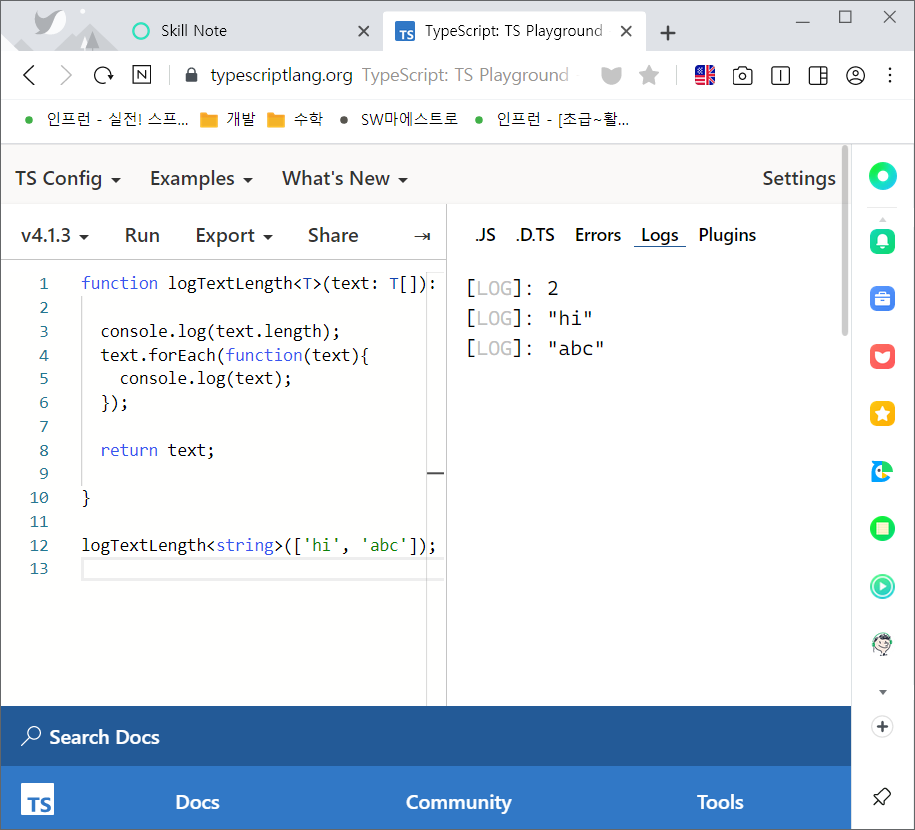 Skill Note
TS TypeScript: TS Playground
N typescriptlang.org TypeScript: TS Playground
인프런 - 실전! 스프... 개발 수학 SW마에스트로 인프런 - [초급~활...
TS Config Examples What's New Settings
v4.1.3 Run Export Share
.JS .D.TS Errors Logs Plugins
1 function logTextLength<T>(text: T[]):
2
3 console.log(text.length);
4 text.forEach(function(text){
5 console.log(text);
6 });
7
8 return text;
9
10 }
11
12 logTextLength<string>(['hi', 'abc']);
13
[LOG]: 2
[LOG]: "hi"
[LOG]: "abc"
Search Docs
TS Docs Community Tools